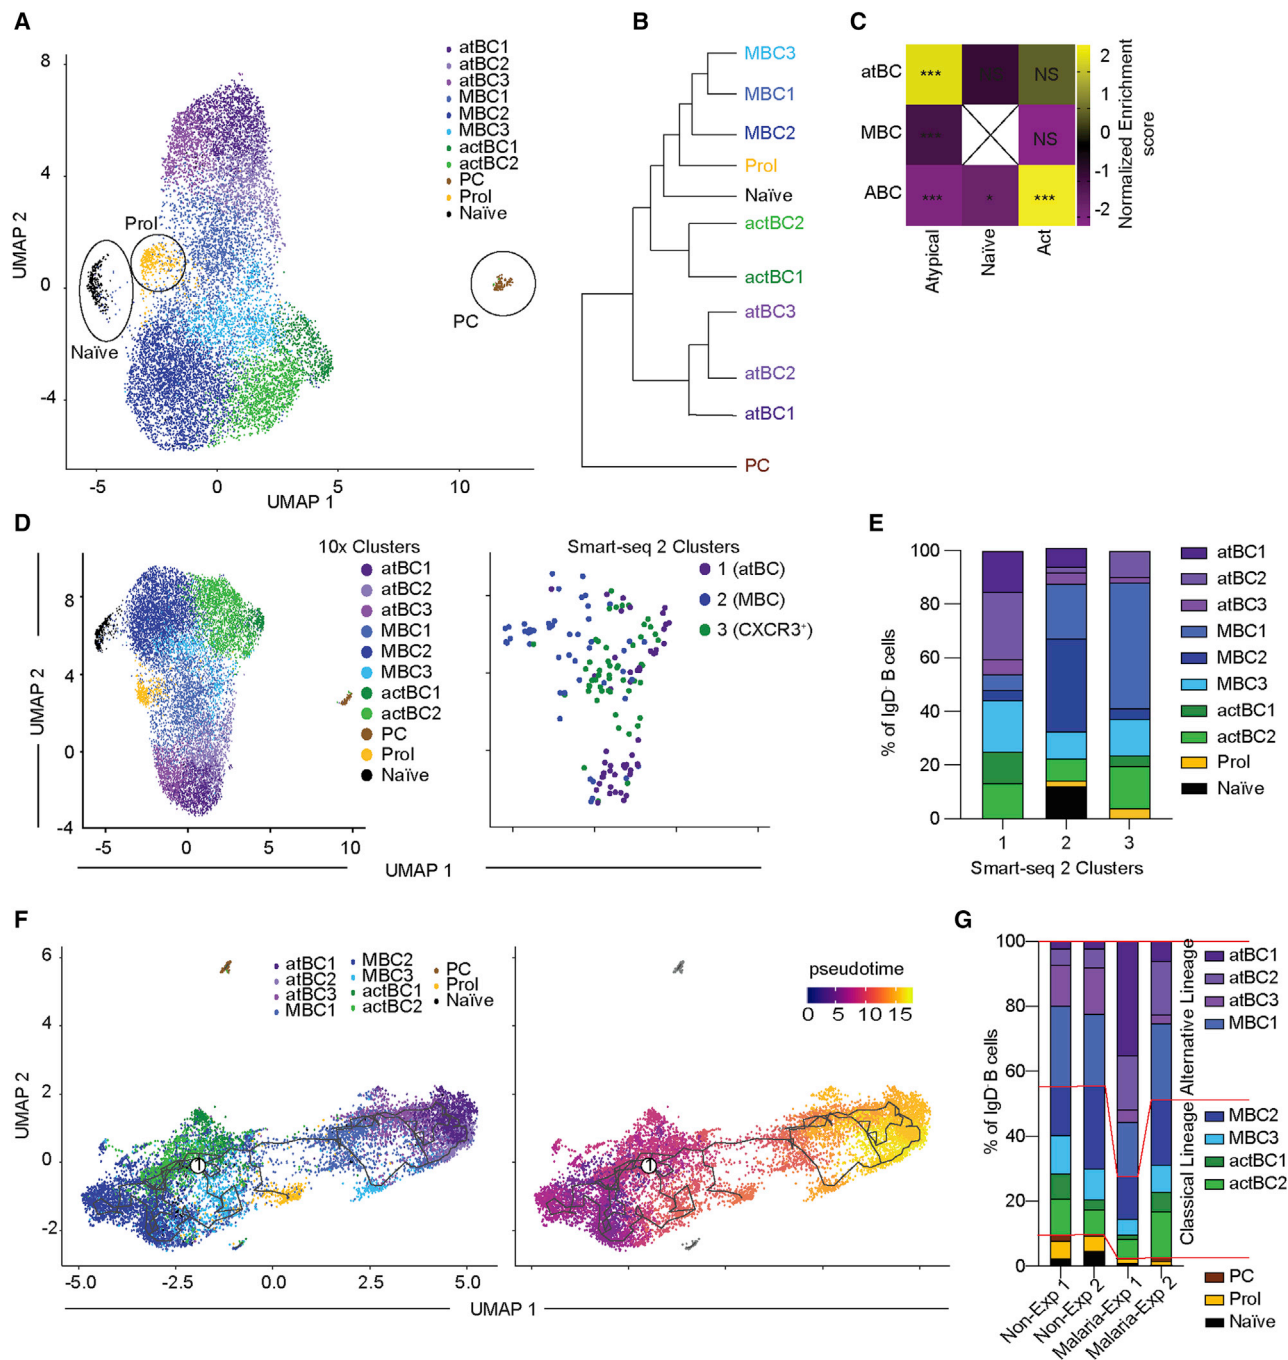 A
8
4
0
-4
UMAP 2
-5
0
5
10
UMAP 1
Prol
Naïve
PC
atBC1
atBC2
atBC3
MBC1
MBC2
MBC3
actBC1
actBC2
PC
Prol
Naïve
B
MBC3
MBC1
MBC2
Prol
Naïve
actBC2
actBC1
atBC3
atBC2
atBC1
PC
C
atBC
MBC
ABC
*** *** NS
*** NS
*** * ***
Atypical
Naïve
Act
2
1
0
-1
-2
Normalized Enrichment
score
D
10x Clusters
atBC1
atBC2
atBC3
MBC1
MBC2
MBC3
actBC1
actBC2
PC
Prol
Naïve
8
4
0
-4
UMAP 2
-5
0
5
10
UMAP 1
Smart-seq 2 Clusters
1 (atBC)
2 (MBC)
3 (CXCR3⁺)
E
100
80
60
40
20
0
% of IgD⁻ B cells
1
2
3
Smart-seq 2 Clusters
atBC1
atBC2
atBC3
MBC1
MBC2
MBC3
actBC1
actBC2
Prol
Naïve
F
6
4
2
0
-2
UMAP 2
atBC1
atBC2
atBC3
MBC1
MBC2
MBC3
actBC1
actBC2
PC
Prol
Naïve
1
-5.0
-2.5
0.0
2.5
5.0
UMAP 1
pseudotime
0 5 10 15
1
G
100
80
60
40
20
0
% of IgD⁻ B cells
Non-Exp 1
Non-Exp 2
Malaria-Exp 1
Malaria-Exp 2
Alternative Lineage
atBC1
atBC2
atBC3
MBC1
Classical Lineage
MBC2
MBC3
actBC1
actBC2
PC
Prol
Naïve